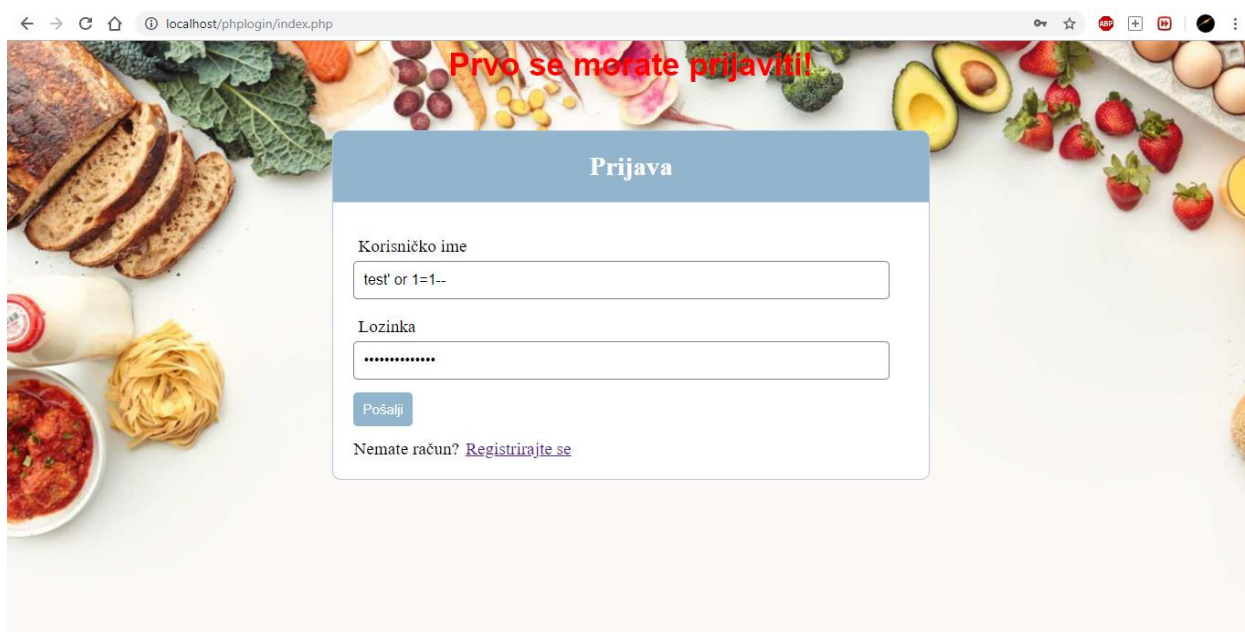 localhost/phplogin/index.php
ABP
Prvo se morate prijaviti!
Prijava
Korisničko ime
test' or 1=1--
Lozinka
••••••••••••••
Pošalji
Nemate račun? Registrirajte se